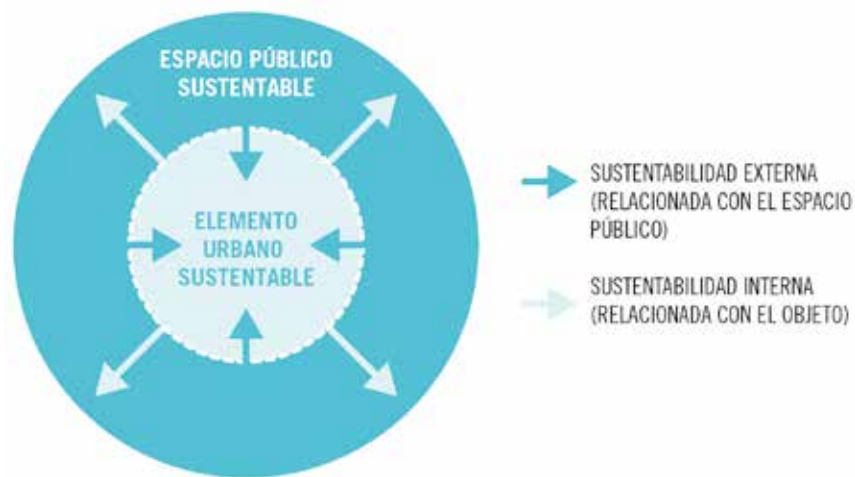 ESPACIO PÚBLICO
SUSTENTABLE
ELEMENTO
URBANO
SUSTENTABLE
SUSTENTABILIDAD EXTERNA
(RELACIONADA CON EL ESPACIO
PÚBLICO)
SUSTENTABILIDAD INTERNA
(RELACIONADA CON EL OBJETO)